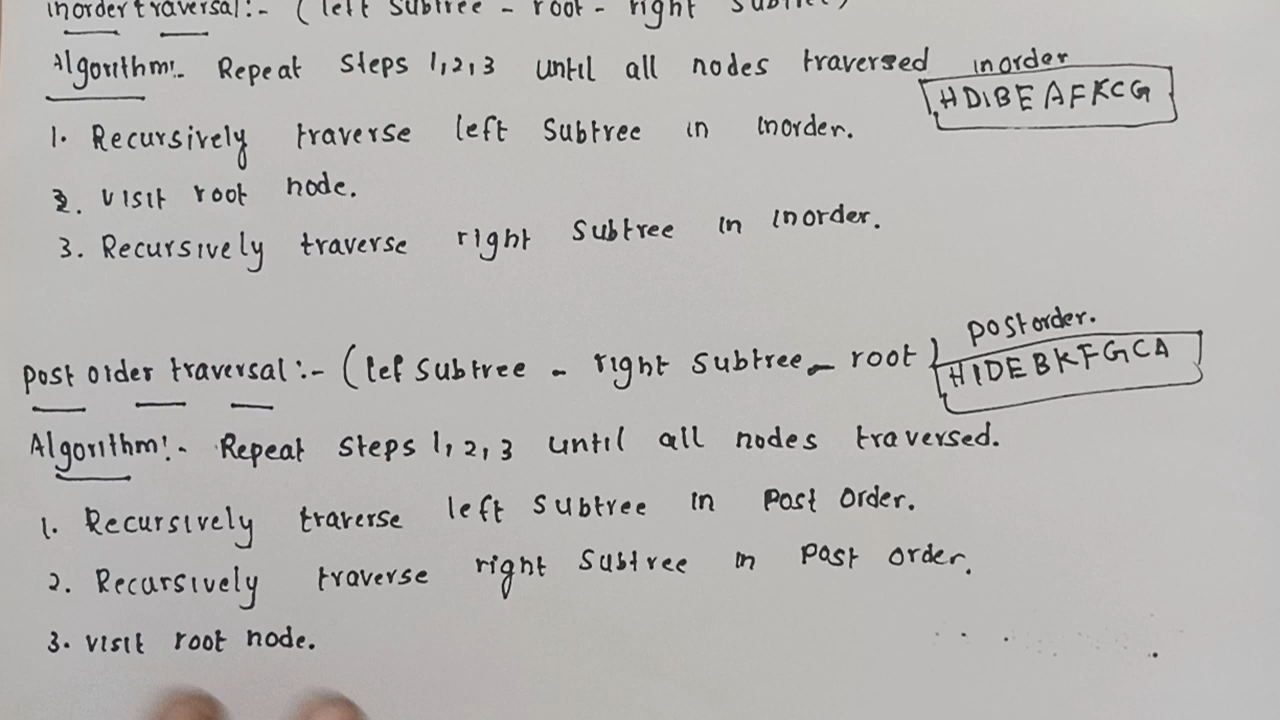 inorder traversal:- (left subtree - root - right subtree)
Algorithm:- Repeat Steps 1,2,3 until all nodes traversed
inorder
HDIBEAFKCG
1. Recursively traverse left Subtree in inorder.
2. visit root node.
3. Recursively traverse right Subtree in inorder.
postorder.
post order traversal:- (lef subtree - right subtree - root)
HIDEBKFGCA
Algorithm:- Repeat Steps 1,2,3 until all nodes traversed.
1. Recursively traverse left subtree in Post Order.
2. Recursively traverse right Subtree in Post order.
3. visit root node.